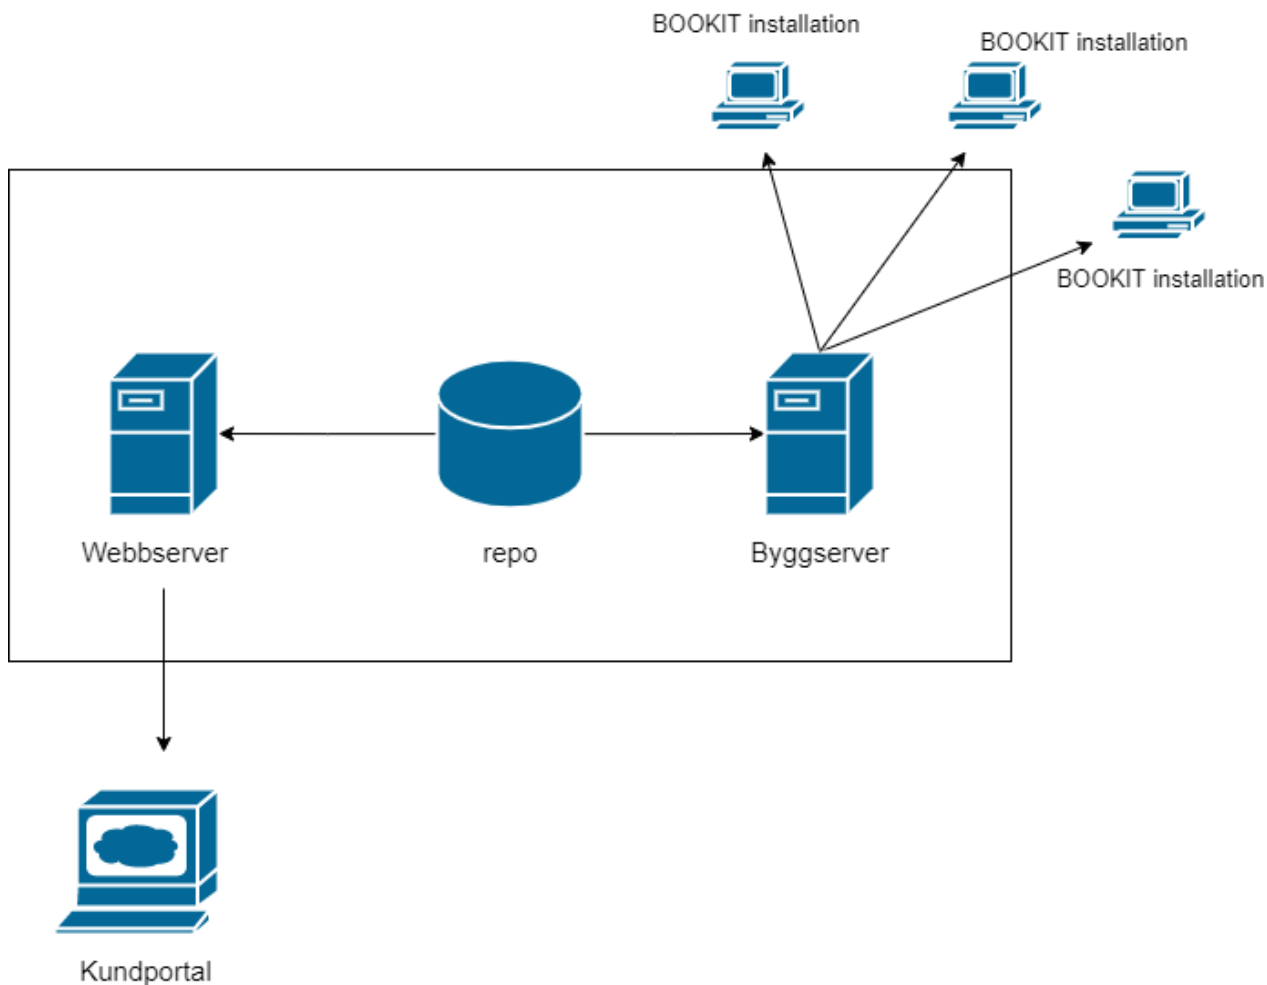 BOOKIT installation
BOOKIT installation
BOOKIT installation
Webbserver
repo
Byggserver
Kundportal